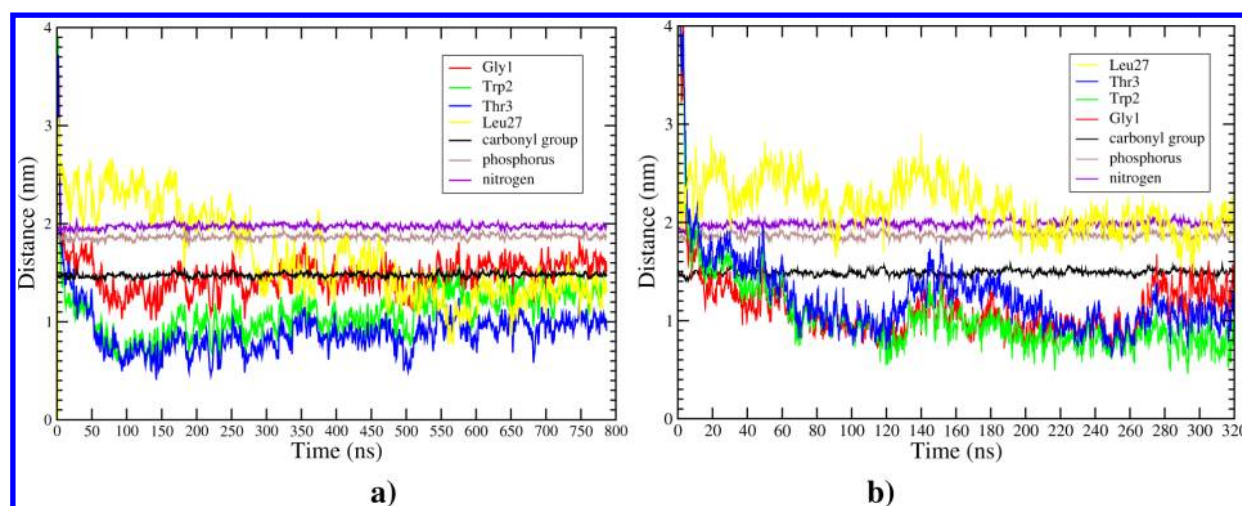 4
3
2
1
0
Distance (nm)
Gly1
Trp2
Thr3
Leu27
carbonyl group
phosphorus
nitrogen
0 50 100 150 200 250 300 350 400 450 500 550 600 650 700 750 800
Time (ns)
a)
4
3
2
1
0
Distance (nm)
Leu27
Thr3
Trp2
Gly1
carbonyl group
phosphorus
nitrogen
0 20 40 60 80 100 120 140 160 180 200 220 240 260 280 300 320
Time (ns)
b)